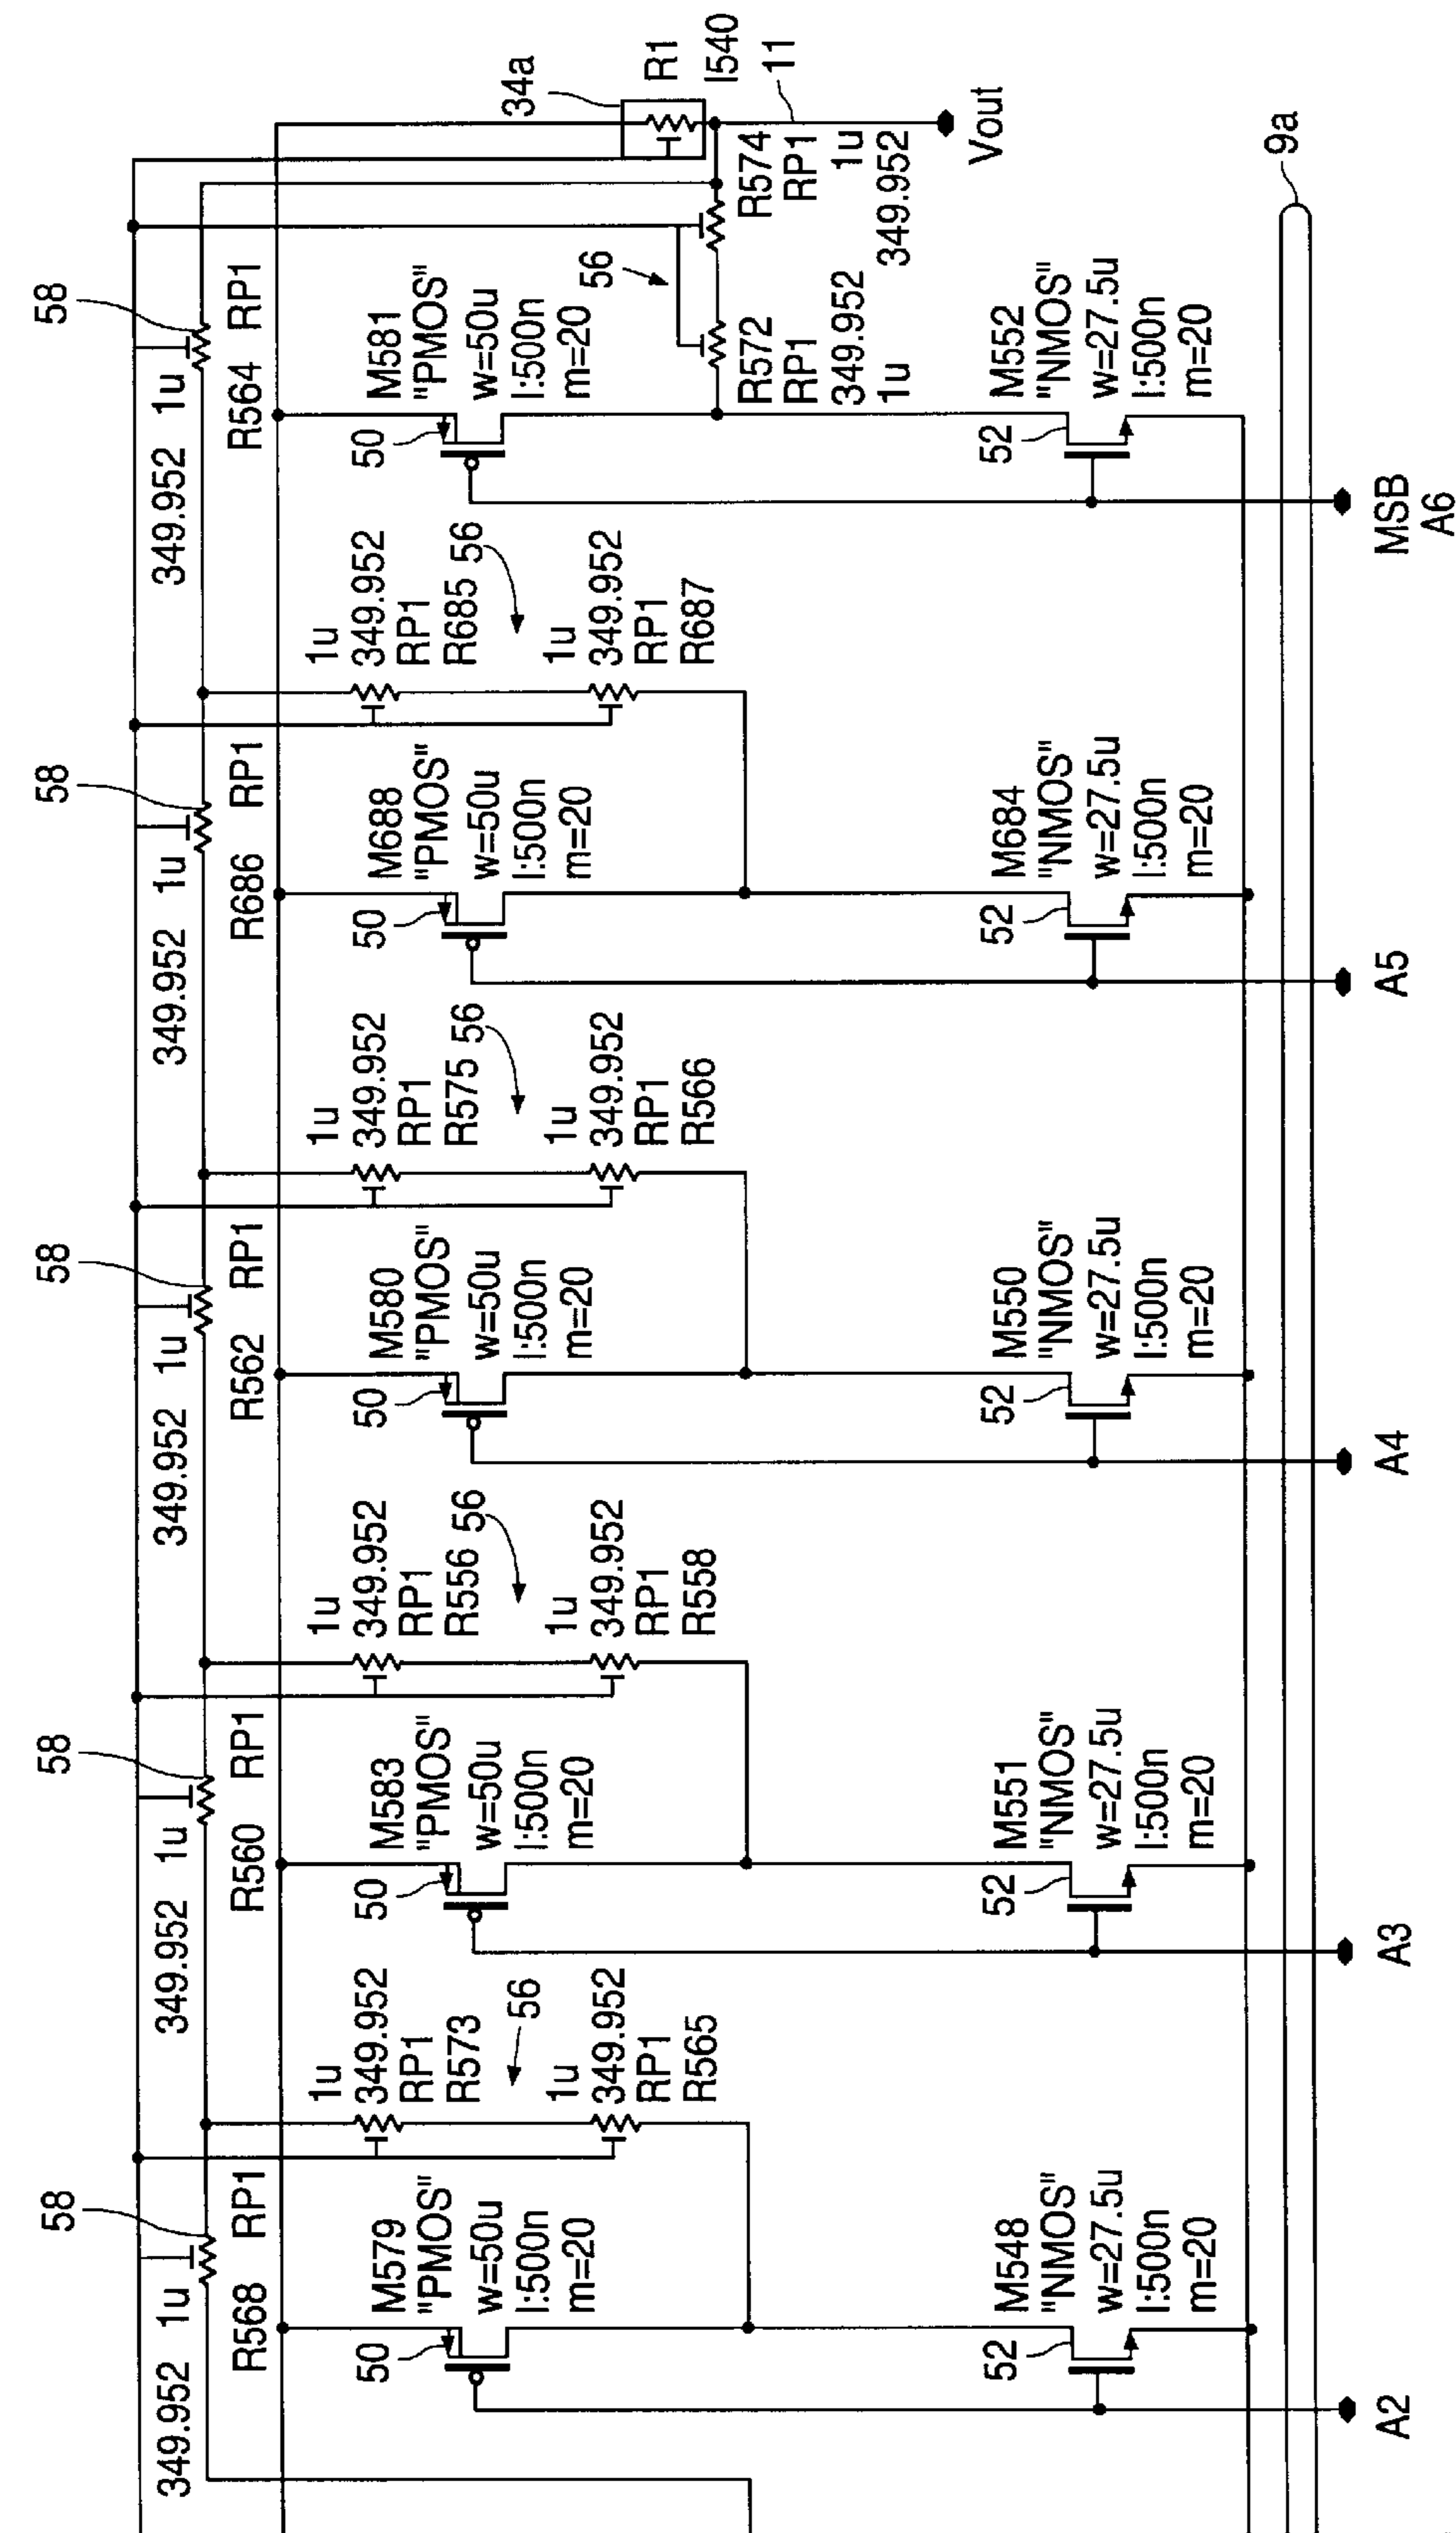 58
349.952
1u
R568
RP1
58
349.952
1u
R560
RP1
58
349.952
1u
R562
RP1
58
349.952
1u
R686
RP1
58
349.952
1u
R564
RP1
34a
R1
I540
11
Vout
M579
"PMOS"
w=50u
l:500n
m=20
50
1u
349.952
RP1
R573
56
1u
349.952
RP1
R565
M583
"PMOS"
w=50u
l:500n
m=20
50
1u
349.952
RP1
R556
56
1u
349.952
RP1
R558
M580
"PMOS"
w=50u
l:500n
m=20
50
1u
349.952
RP1
R575
56
1u
349.952
RP1
R566
M688
"PMOS"
w=50u
l:500n
m=20
50
1u
349.952
RP1
R685
56
1u
349.952
RP1
R687
M581
"PMOS"
w=50u
l:500n
m=20
50
56
R572
RP1
349.952
1u
R574
RP1
1u
349.952
M548
"NMOS"
w=27.5u
l:500n
m=20
52
M551
"NMOS"
w=27.5u
l:500n
m=20
52
M550
"NMOS"
w=27.5u
l:500n
m=20
52
M684
"NMOS"
w=27.5u
l:500n
m=20
52
M552
"NMOS"
w=27.5u
l:500n
m=20
52
9a
A2
A3
A4
A5
MSB
A6